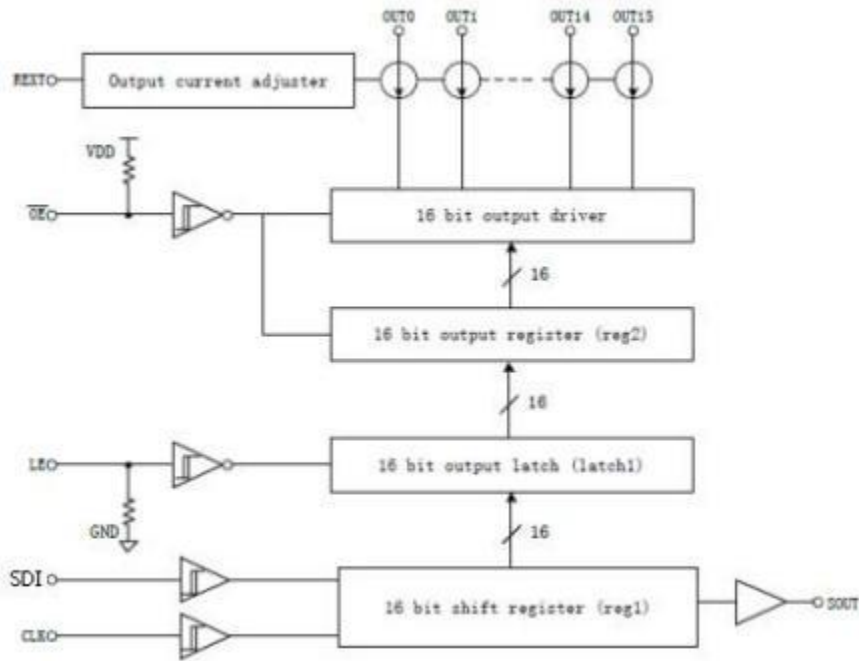 OUT0 OUT1 OUT14 OUT15
REXT Output current adjuster
VDD
OE 16 bit output driver
16
16 bit output register (reg2)
16
LE 16 bit output latch (latch1)
GND 16
SDI
16 bit shift register (reg1) SOUT
CLK